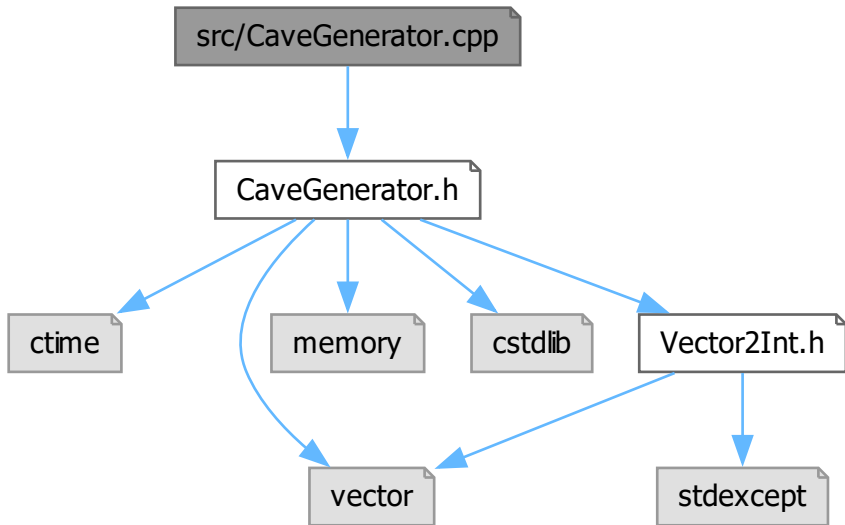 src/CaveGenerator.cpp
CaveGenerator.h
ctime
memory
cstdlib
Vector2Int.h
vector
stdexcept